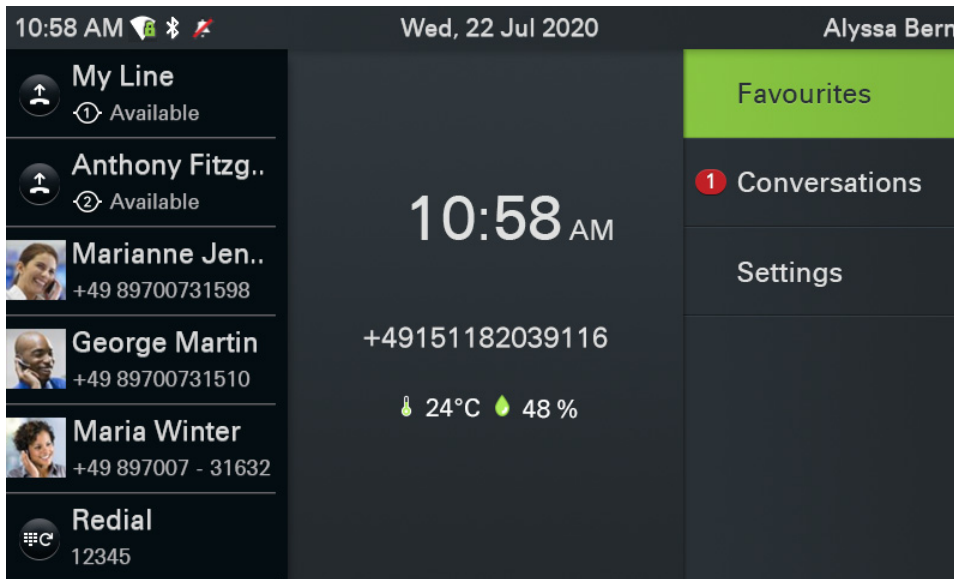 10:58 AM Wed, 22 Jul 2020 Alyssa Bern
My Line
1 Available
Anthony Fitzg..
2 Available
Marianne Jen..
+49 89700731598
George Martin
+49 89700731510
Maria Winter
+49 897007 - 31632
Redial
12345
10:58 AM
+49151182039116
24°C 48 %
Favourites
1 Conversations
Settings